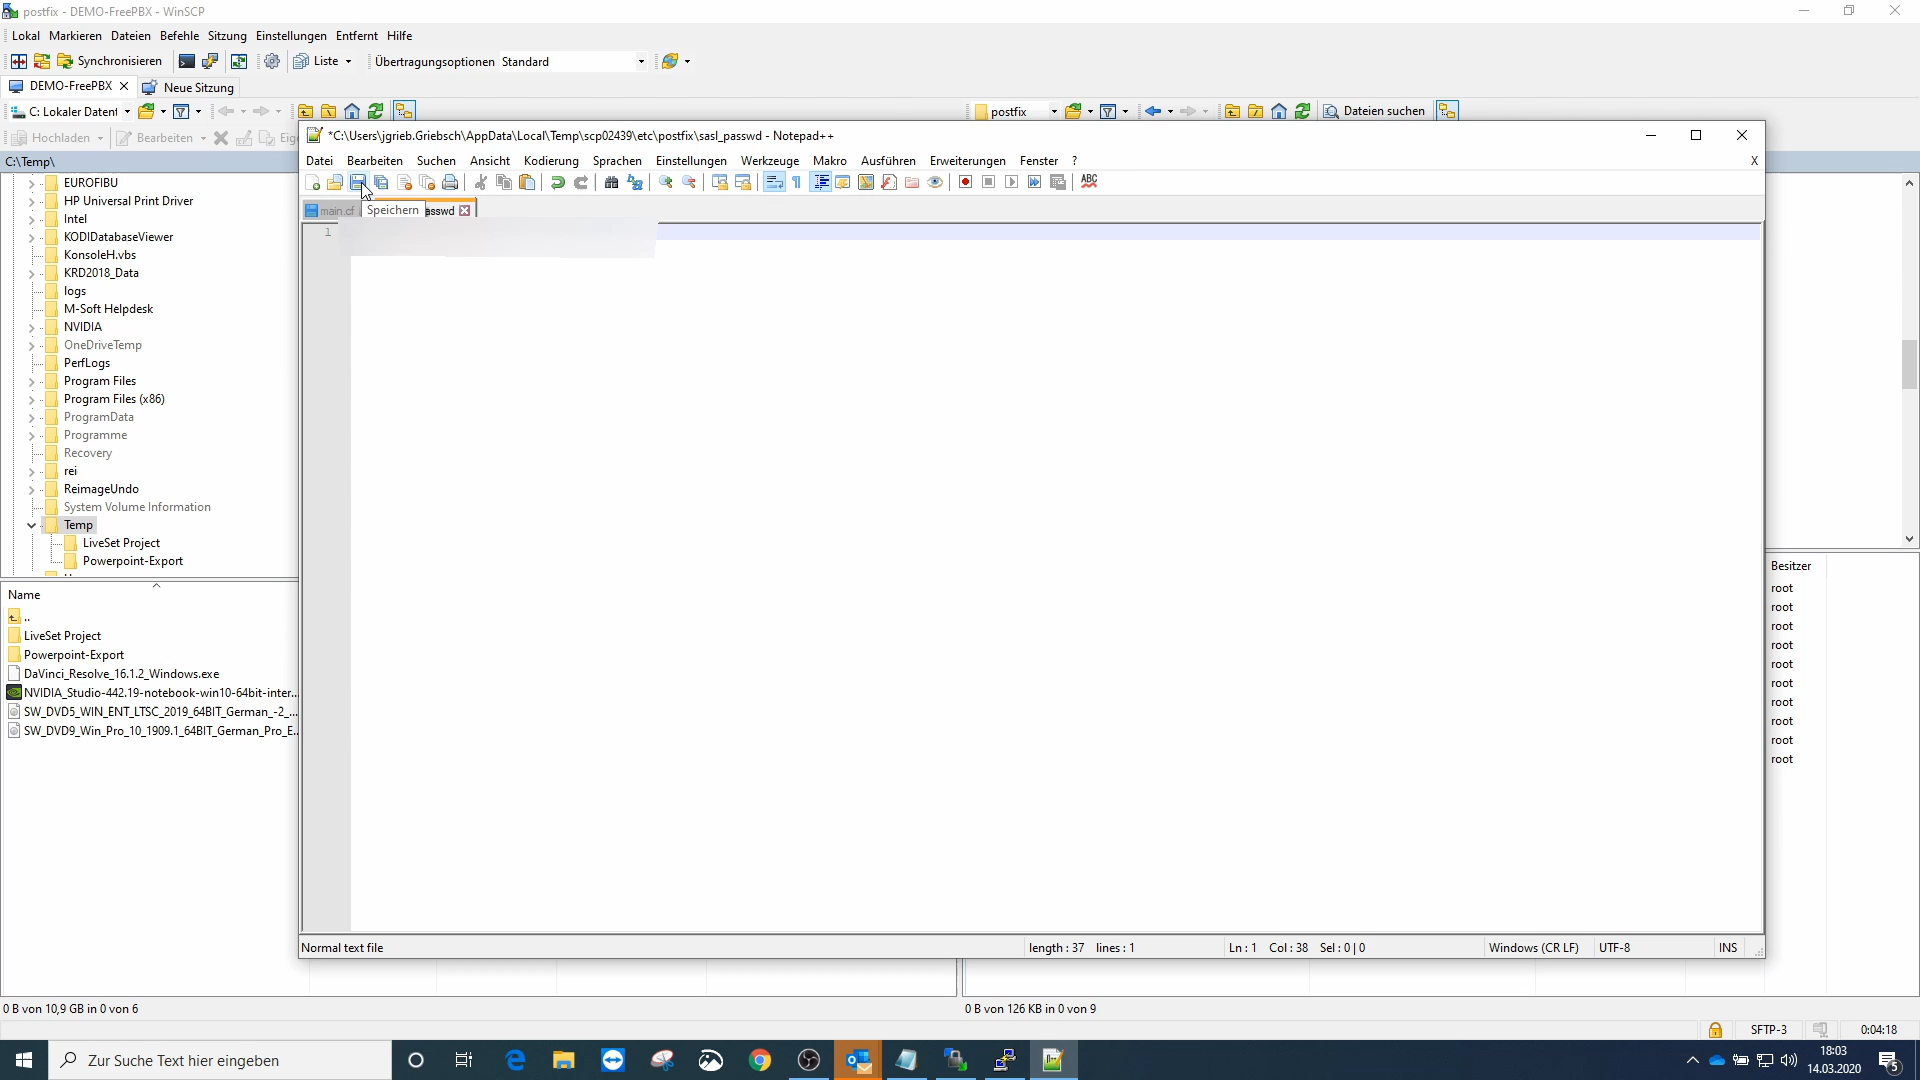 postfix - DEMO-FreePBX - WinSCP
Lokal Markieren Dateien Befehle Sitzung Einstellungen Entfernt Hilfe
Synchronisieren Liste Übertragungsoptionen Standard
DEMO-FreePBX Neue Sitzung
C: Lokaler Datent postfix Dateien suchen
Hochladen Bearbeiten Eig
C:\Temp\
*C:\Users\jgrieb.Griebsch\AppData\Local\Temp\scp02439\etc\postfix\sasl_passwd - Notepad++
Datei Bearbeiten Suchen Ansicht Kodierung Sprachen Einstellungen Werkzeuge Makro Ausführen Erweiterungen Fenster ? X
ABC
main.cf Speichern asswd
1
EUROFIBU
HP Universal Print Driver
Intel
KODIDatabaseViewer
KonsoleH.vbs
KRD2018_Data
logs
M-Soft Helpdesk
NVIDIA
OneDriveTemp
PerfLogs
Program Files
Program Files (x86)
ProgramData
Programme
Recovery
rei
ReimageUndo
System Volume Information
Temp
LiveSet Project
Powerpoint-Export
Name
..
LiveSet Project
Powerpoint-Export
DaVinci_Resolve_16.1.2_Windows.exe
NVIDIA_Studio-442.19-notebook-win10-64bit-inter...
SW_DVD5_WIN_ENT_LTSC_2019_64BIT_German_-2_...
SW_DVD9_Win_Pro_10_1909.1_64BIT_German_Pro_E...
Besitzer
root
root
root
root
root
root
root
root
root
root
Normal text file length : 37 lines : 1 Ln : 1 Col : 38 Sel : 0 | 0 Windows (CR LF) UTF-8 INS
0 B von 10,9 GB in 0 von 6 0 B von 126 KB in 0 von 9
SFTP-3 0:04:18
Zur Suche Text hier eingeben
18:03
14.03.2020
5